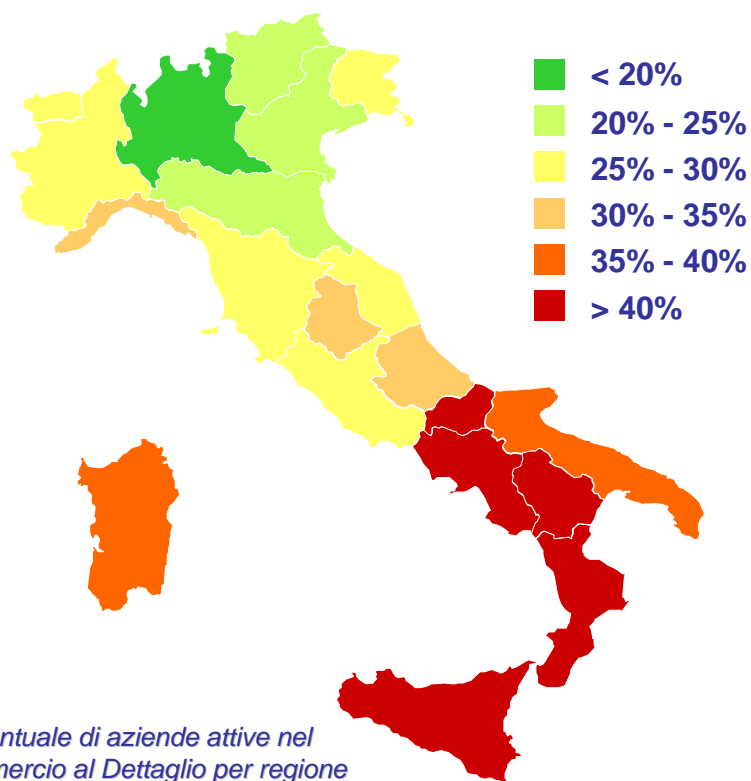 < 20%
20% - 25%
25% - 30%
30% - 35%
35% - 40%
> 40%
ntuale di aziende attive nel
mercio al Dettaglio per regione